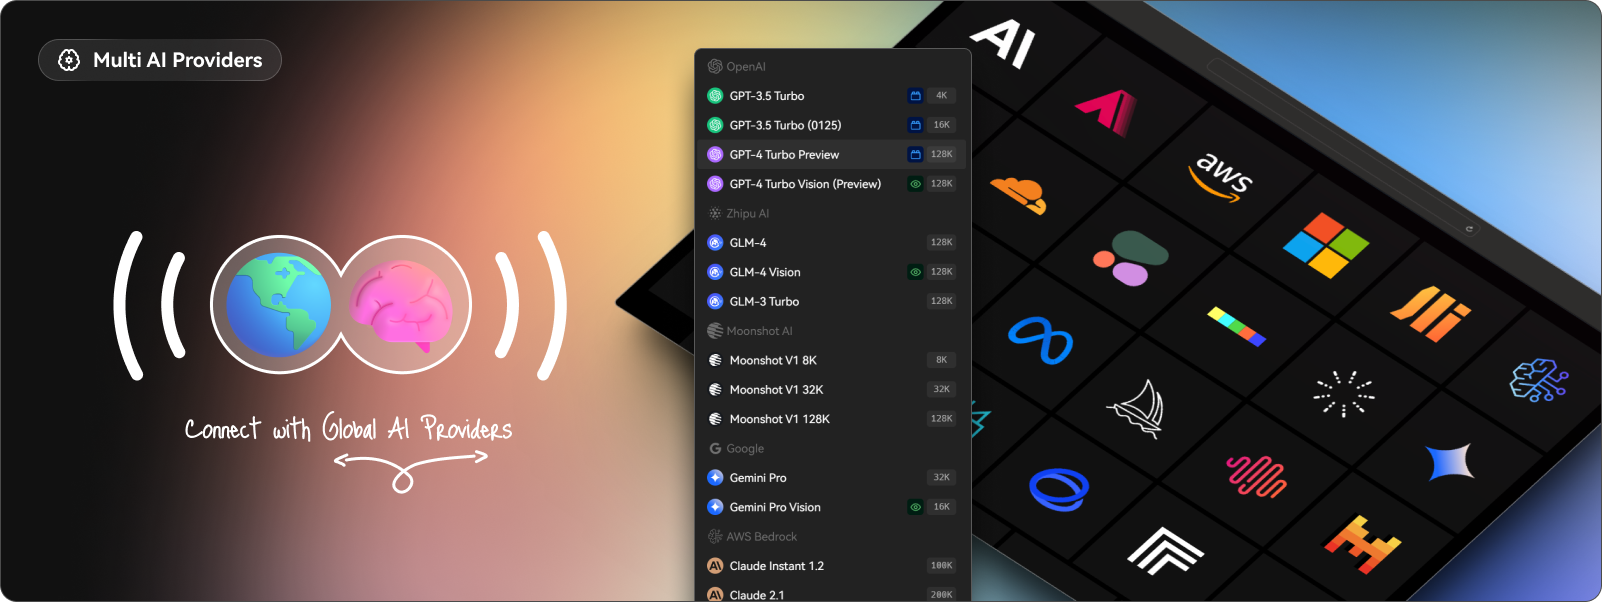 Multi AI Providers
Connect with Global AI Providers
OpenAI
GPT-3.5 Turbo 4K
GPT-3.5 Turbo (0125) 16K
GPT-4 Turbo Preview 128K
GPT-4 Turbo Vision (Preview) 128K
Zhipu AI
GLM-4 128K
GLM-4 Vision 128K
GLM-3 Turbo 128K
Moonshot AI
Moonshot V1 8K 8K
Moonshot V1 32K 32K
Moonshot V1 128K 128K
Google
Gemini Pro 32K
Gemini Pro Vision 16K
AWS Bedrock
Claude Instant 1.2 100K
Claude 2.1 200K
AI
aws